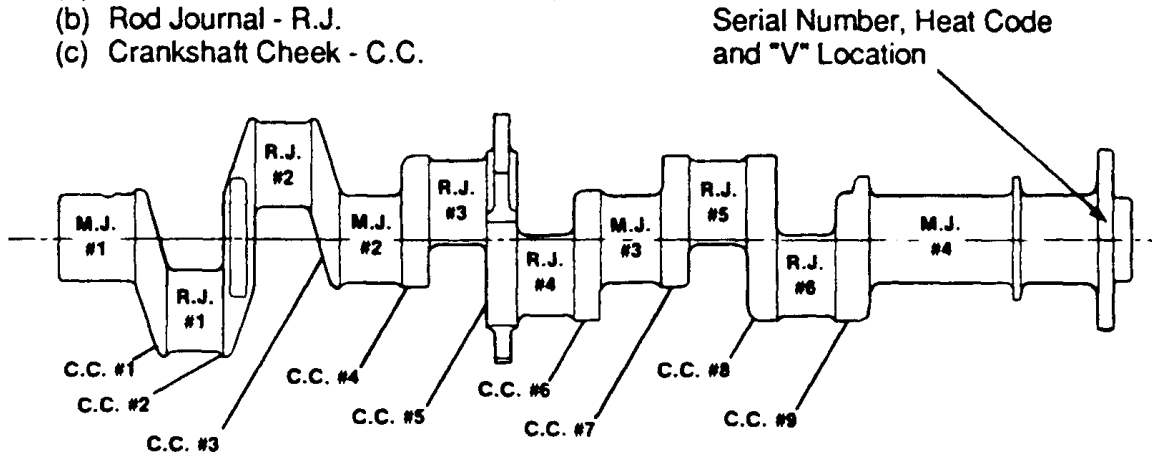 (b) Rod Journal - R.J.
(c) Crankshaft Cheek - C.C.
Serial Number, Heat Code
and "V" Location
M.J.
#1
R.J.
#1
R.J.
#2
M.J.
#2
R.J.
#3
R.J.
#4
M.J.
#3
R.J.
#5
R.J.
#6
M.J.
#4
C.C. #1
C.C. #2
C.C. #3
C.C. #4
C.C. #5
C.C. #6
C.C. #7
C.C. #8
C.C. #9